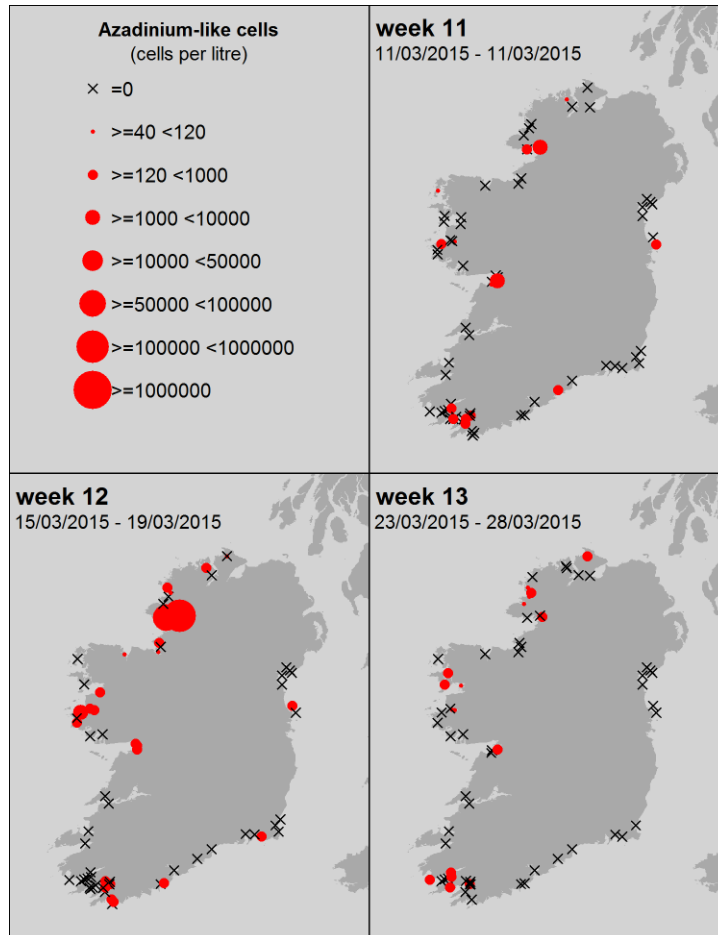 Azadinium-like cells
(cells per litre)
=0
>=40 <120
>=120 <1000
>=1000 <10000
>=10000 <50000
>=50000 <100000
>=100000 <1000000
>=1000000
week 11
11/03/2015 - 11/03/2015
week 12
15/03/2015 - 19/03/2015
week 13
23/03/2015 - 28/03/2015